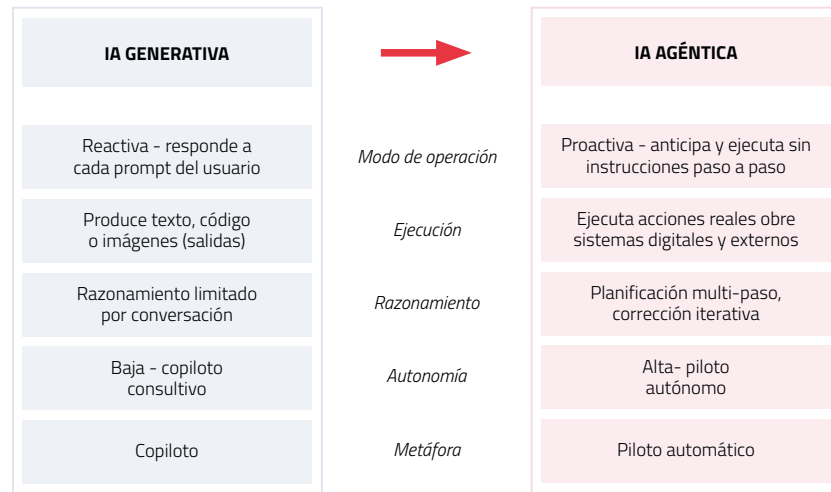 IA GENERATIVA
IA AGÉNTICA
Reactiva - responde a
cada prompt del usuario
Modo de operación
Proactiva - anticipa y ejecuta sin
instrucciones paso a paso
Produce texto, código
o imágenes (salidas)
Ejecución
Ejecuta acciones reales obre
sistemas digitales y externos
Razonamiento limitado
por conversación
Razonamiento
Planificación multi-paso,
corrección iterativa
Baja - copiloto
consultivo
Autonomía
Alta- piloto
autónomo
Copiloto
Metáfora
Piloto automático